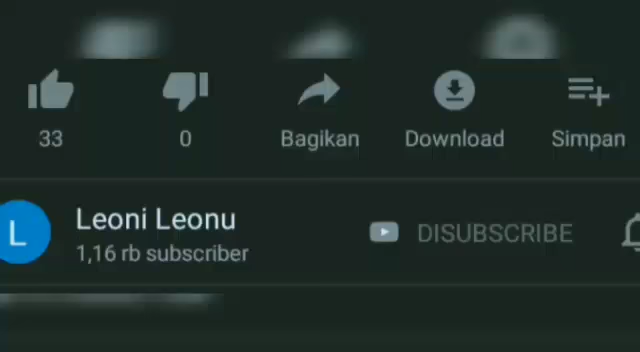 33
0
Bagikan
Download
Simpan
L
Leoni Leonu
1,16 rb subscriber
DISUBSCRIBE